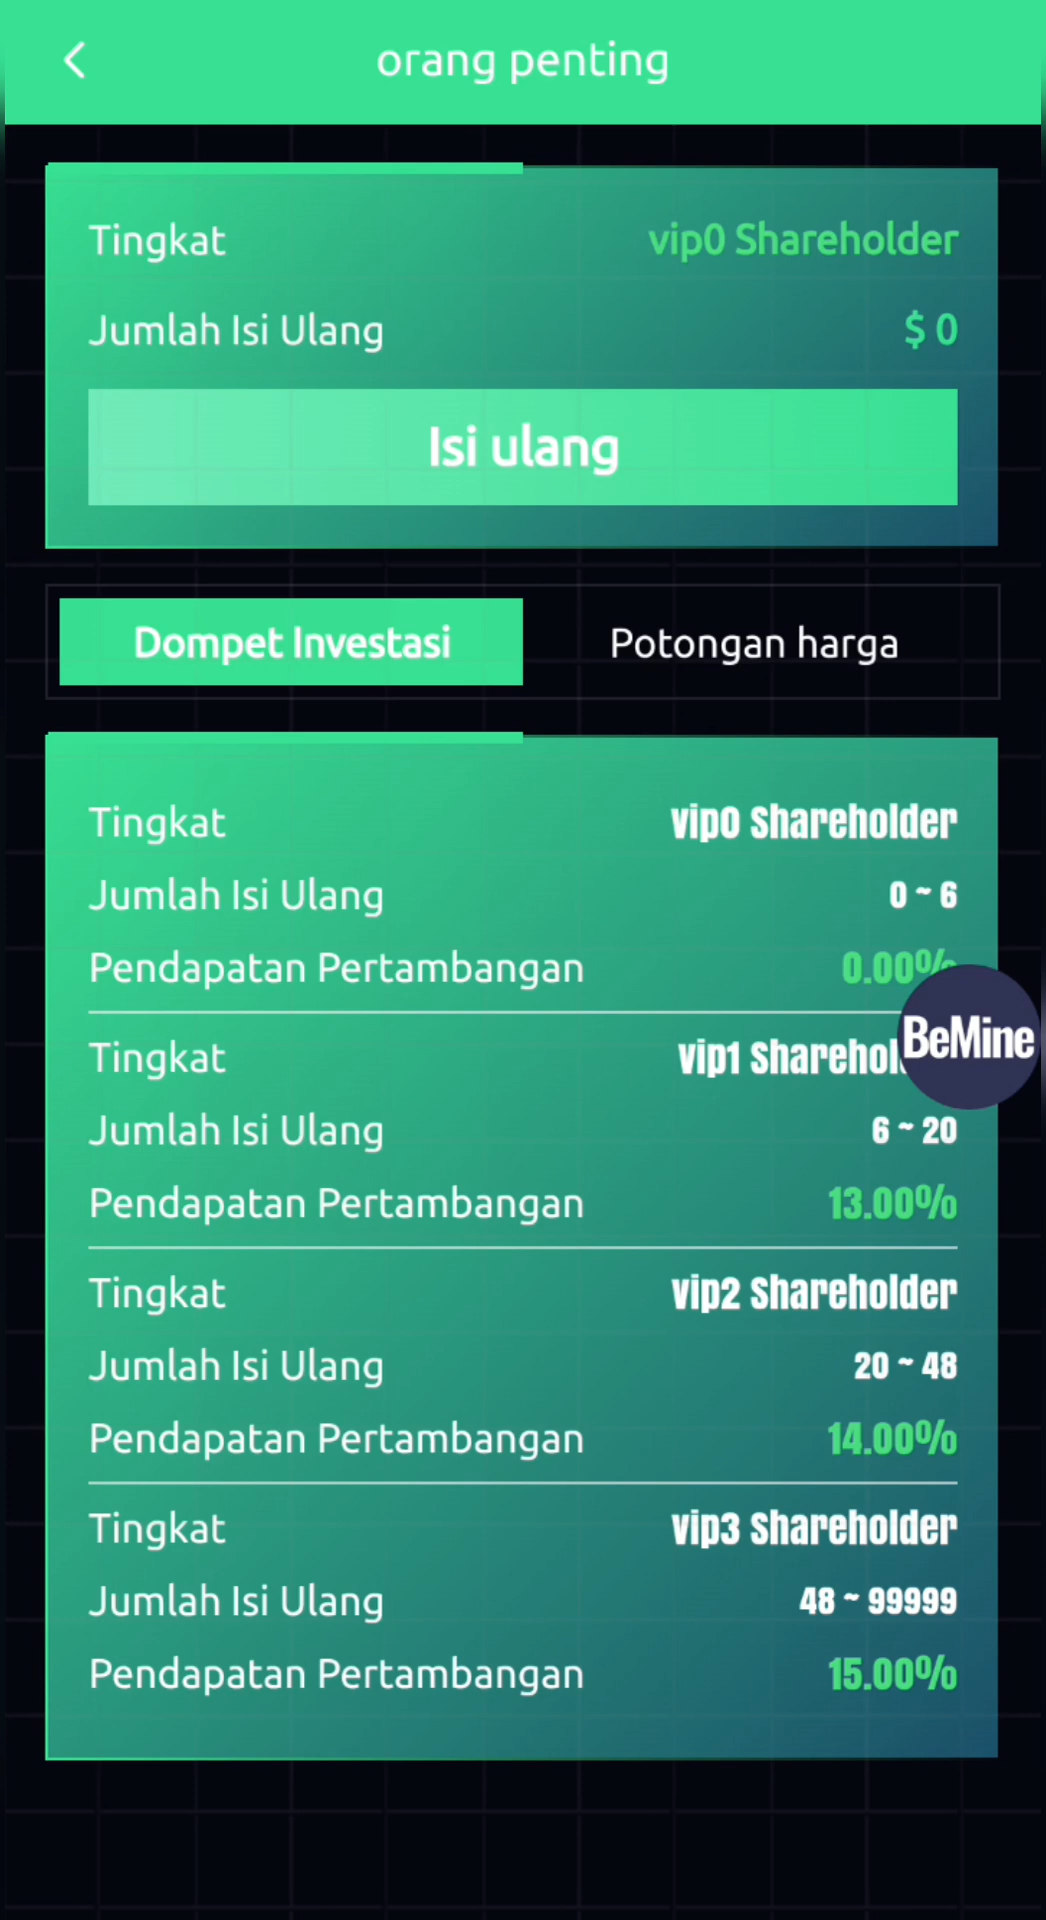 orang penting
Tingkat vip0 Shareholder
Jumlah Isi Ulang $ 0
Isi ulang
Dompet Investasi Potongan harga
Tingkat vip0 Shareholder
Jumlah Isi Ulang 0 ~ 6
Pendapatan Pertambangan 0.00%
BeMine
Tingkat vip1
Jumlah Isi Ulang 6 ~ 20
Pendapatan Pertambangan 13.00%
Tingkat vip2 Shareholder
Jumlah Isi Ulang 20 ~ 48
Pendapatan Pertambangan 14.00%
Tingkat vip3 Shareholder
Jumlah Isi Ulang 48 ~ 99999
Pendapatan Pertambangan 15.00%